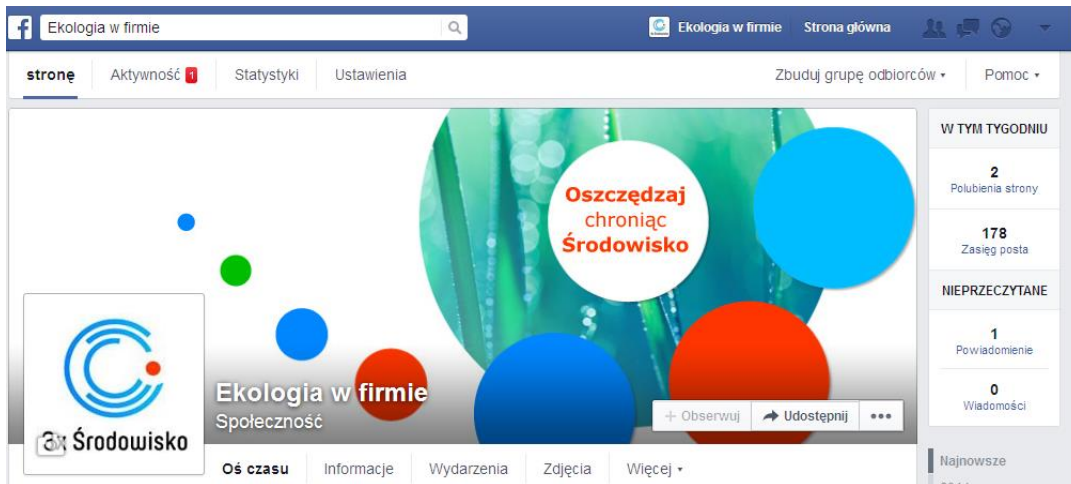 Ekologia w firmie
Ekologia w firmie Strona główna
stronę Aktywność 1 Statystyki Ustawienia Zbuduj grupę odbiorców Pomoc
Oszczędzaj
chroniąc
Środowisko
W TYM TYGODNIU
2
Polubienia strony
178
Zasięg posta
NIEPRZECZYTANE
1
Powiadomienie
0
Wiadomości
3x Środowisko
Ekologia w firmie
Społeczność
+ Obserwuj Udostępnij
Oś czasu Informacje Wydarzenia Zdjęcia Więcej
Najnowsze